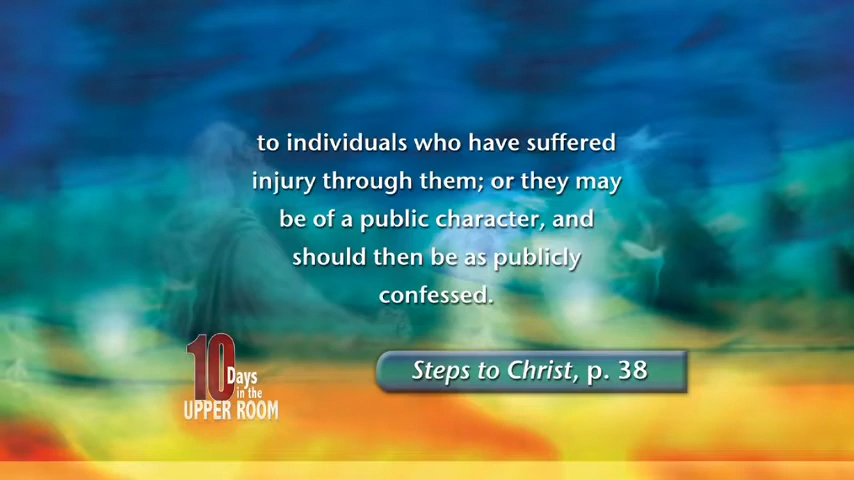 to individuals who have suffered
injury through them; or they may
be of a public character, and
should then be as publicly
confessed.
Steps to Christ, p. 38
10
Days
in the
UPPER ROOM